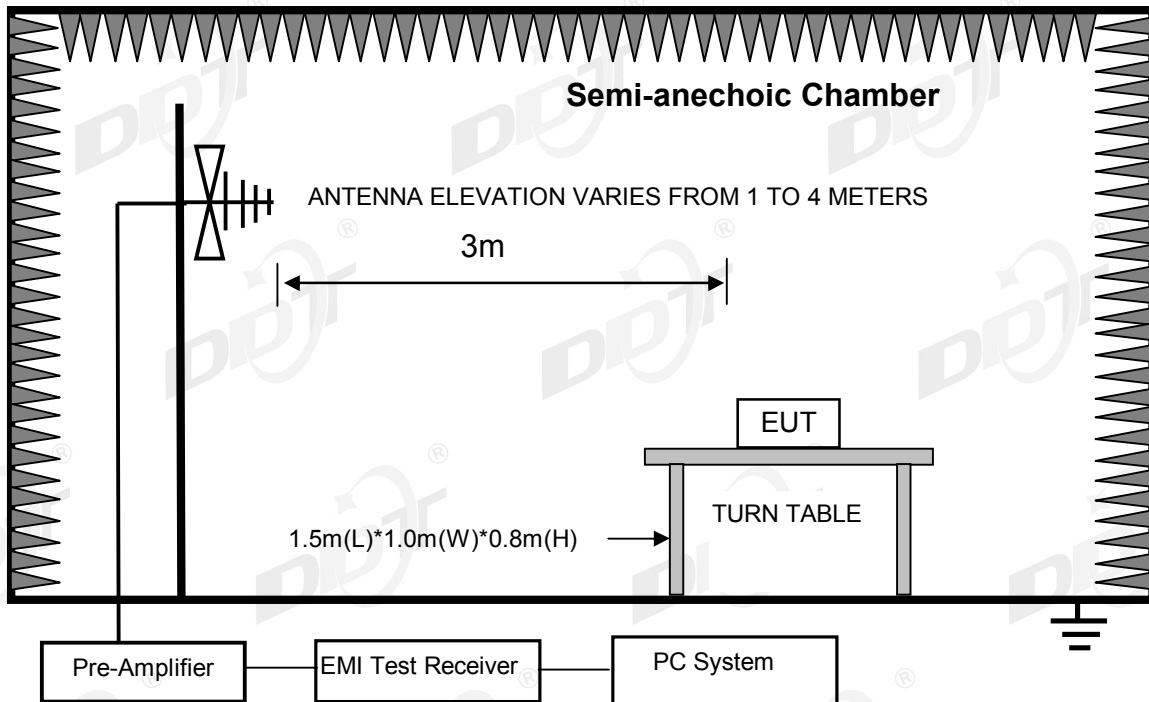 Semi-anechoic Chamber
ANTENNA ELEVATION VARIES FROM 1 TO 4 METERS
3m
EUT
TURN TABLE
1.5m(L)*1.0m(W)*0.8m(H)
Pre-Amplifier
EMI Test Receiver
PC System
DDT
®